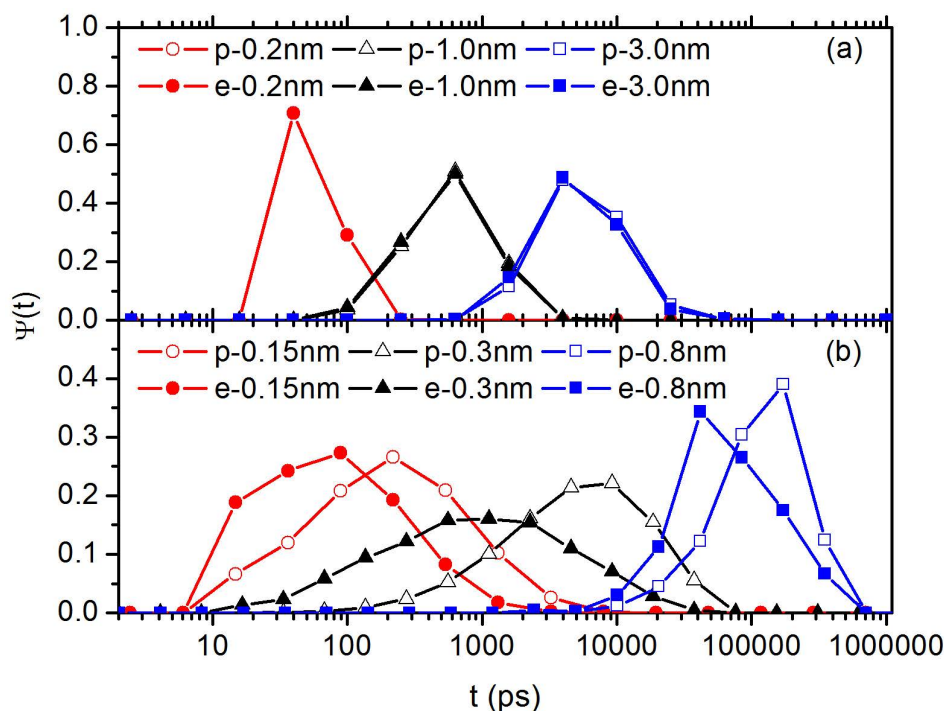 1.0
p-0.2nm p-1.0nm p-3.0nm (a)
e-0.2nm e-1.0nm e-3.0nm
0.8
0.6
0.4
0.2
0.0
Ψ(t)
p-0.15nm p-0.3nm p-0.8nm (b)
e-0.15nm e-0.3nm e-0.8nm
0.4
0.3
0.2
0.1
0.0
10 100 1000 10000 100000 1000000
t (ps)